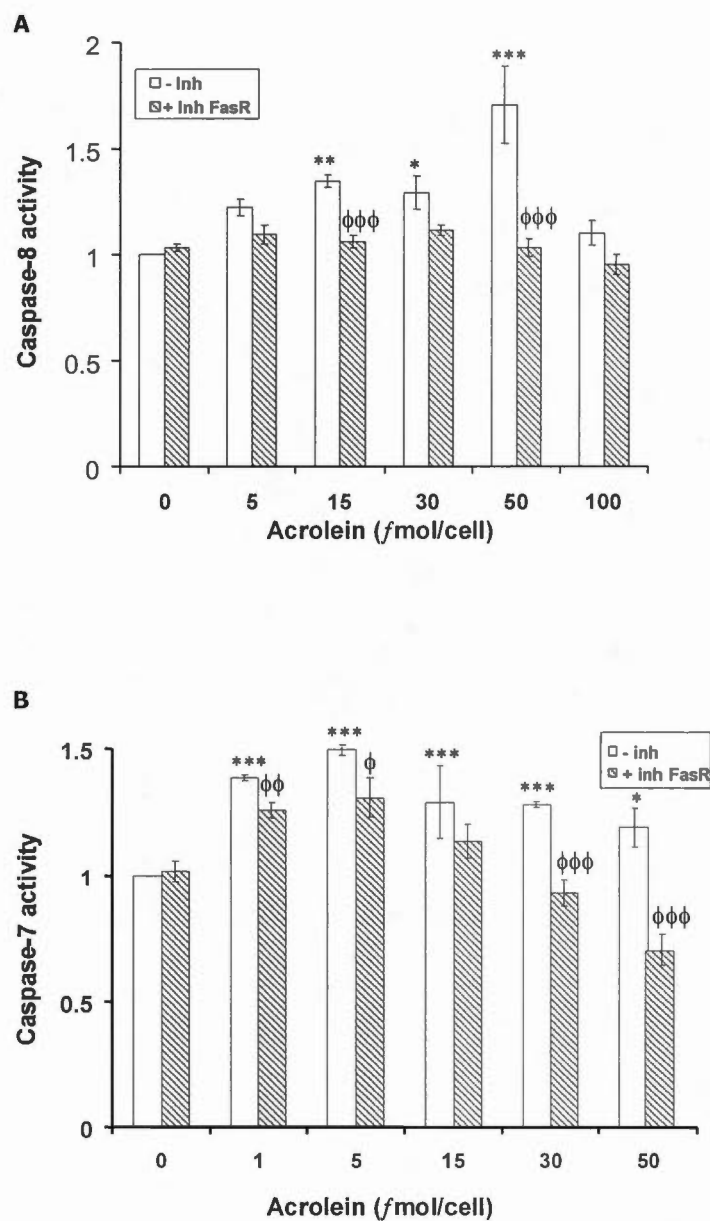 A
2
- Inh
+ Inh FasR
***
**
*
1.5
ϕϕϕ
ϕϕϕ
1
0.5
0
Caspase-8 activity
0 5 15 30 50 100
Acrolein (ƒmol/cell)
B
1.5
- inh
+ inh FasR
***
ϕϕ
***
ϕ
***
***
*
ϕϕϕ
ϕϕϕ
1
0.5
0
Caspase-7 activity
0 1 5 15 30 50
Acrolein (ƒmol/cell)